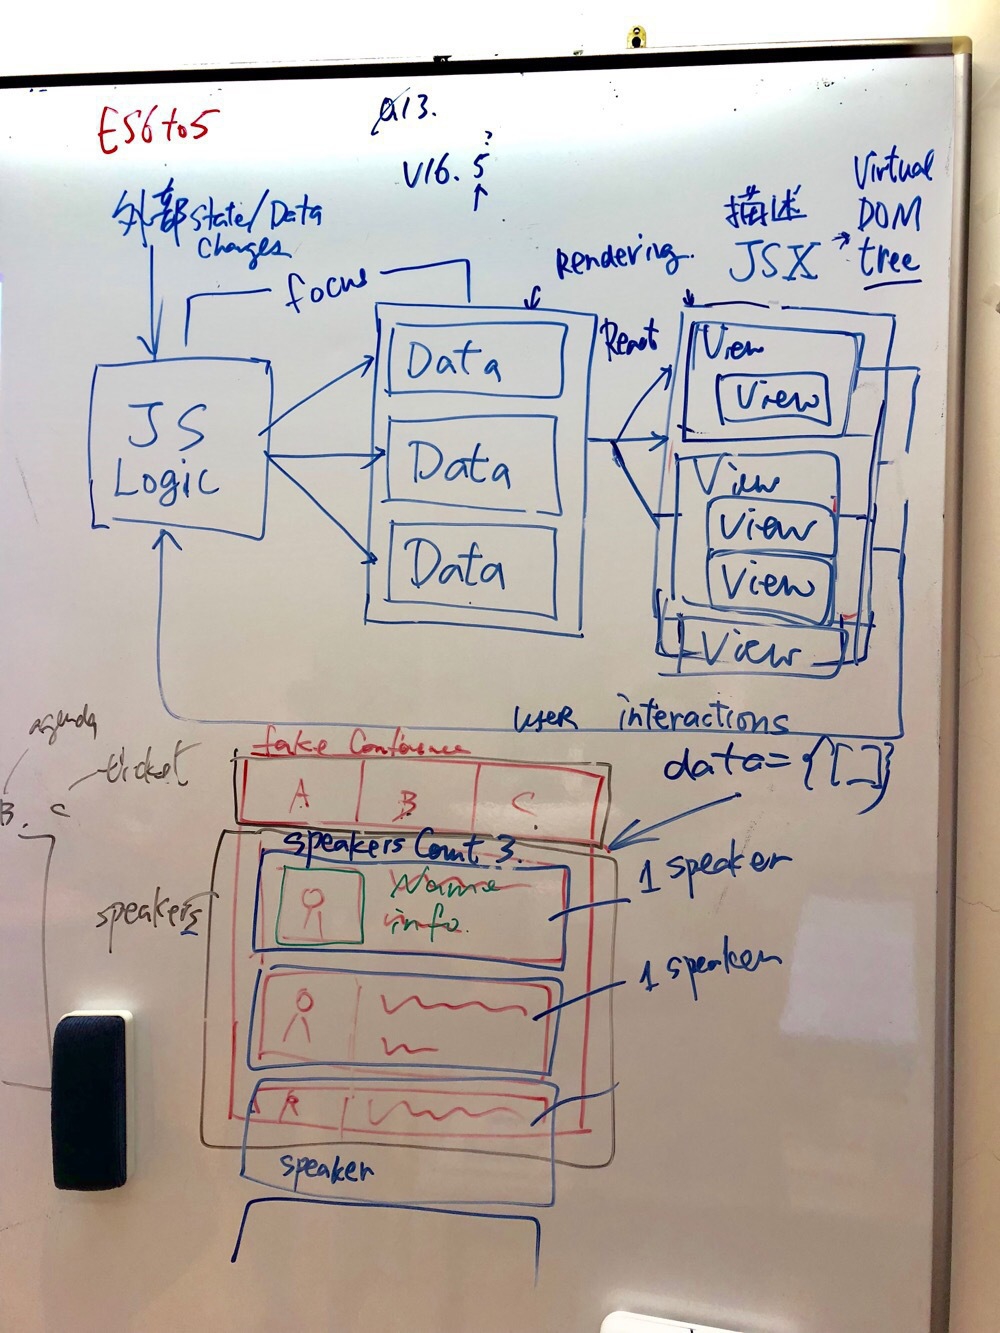 ES6to5
V16.5
?
外部 State/Data
Changes
focus
Rendering.
描述
JSX
Virtual
DOM
tree
React
JS
Logic
Data
Data
Data
View
View
View
View
View
View
user interactions
agenda
ticket
B. C
fake Conference
A
B
C
data={[]}
speakers Count 3.
1 speaker
Name
info.
speakers
1 speaker
speaker